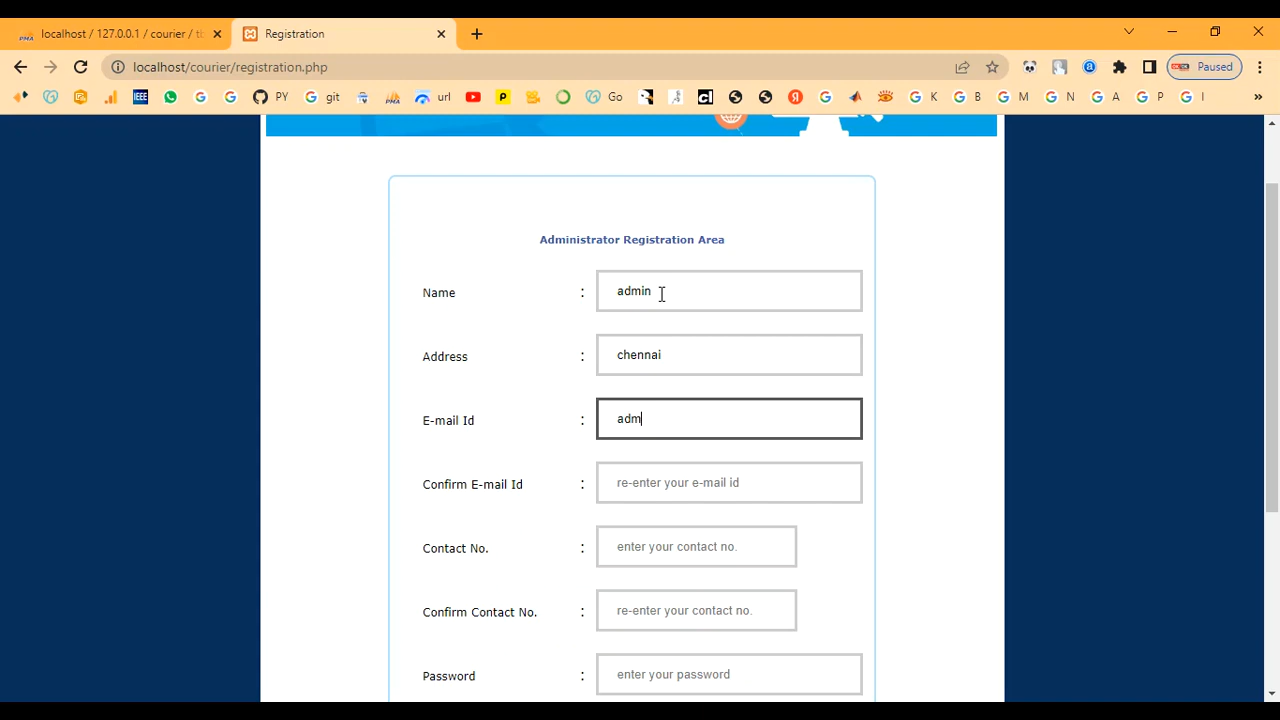 localhost / 127.0.0.1 / courier / tb
Registration
localhost/courier/registration.php
Paused
IEEE
PY
git
url
Go
K
B
M
N
A
P
I
»
Administrator Registration Area
Name : admin
Address : chennai
E-mail Id : adm
Confirm E-mail Id : re-enter your e-mail id
Contact No. : enter your contact no.
Confirm Contact No. : re-enter your contact no.
Password : enter your password